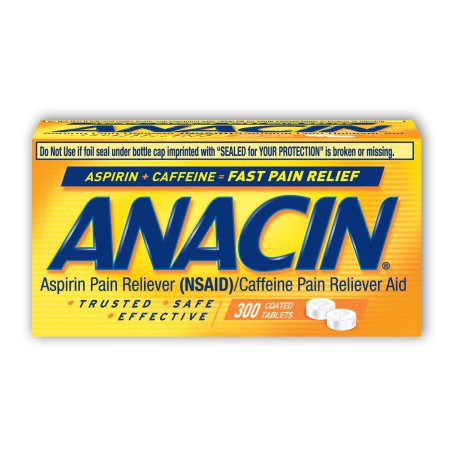 ANACIN
Do Not Use if foil seal under bottle cap imprinted with “SEALED for YOUR PROTECTION” is broken or missing.
ASPIRIN + CAFFEINE = FAST PAIN RELIEF
ANACIN®
Aspirin Pain Reliever (NSAID)/Caffeine Pain Reliever Aid
• TRUSTED • SAFE
• EFFECTIVE
300 COATED TABLETS